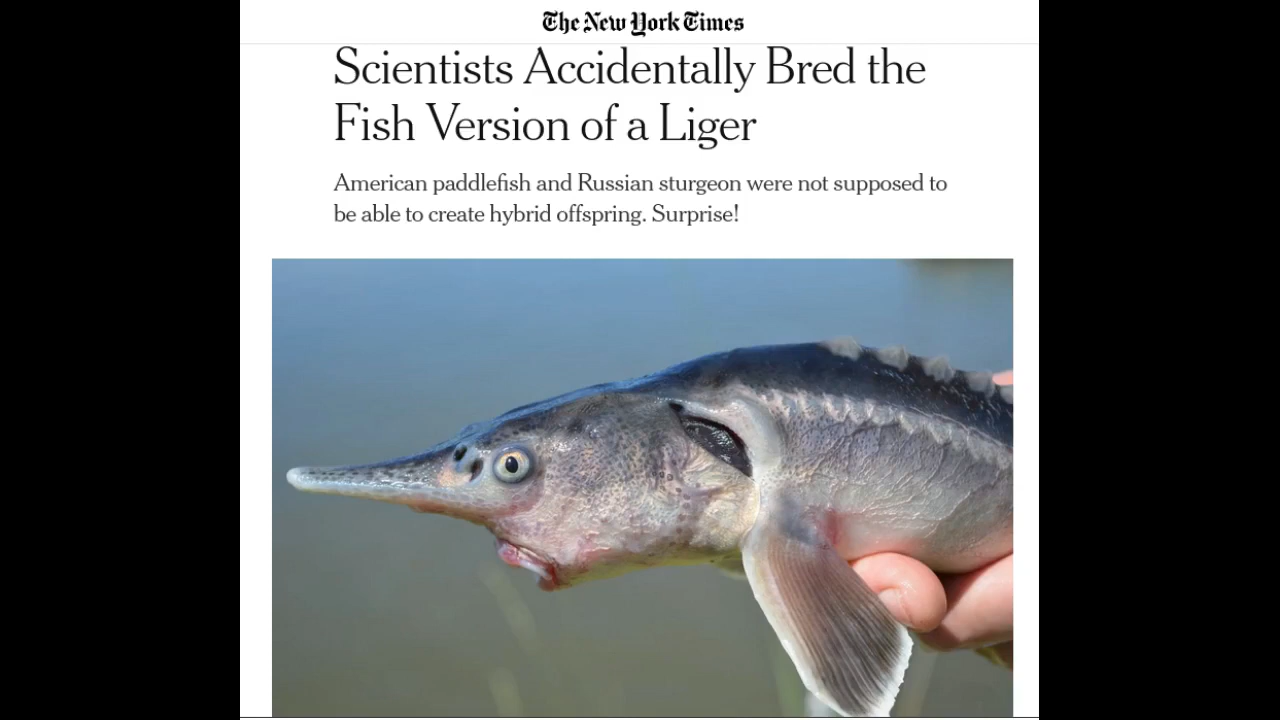 The New York Times
Scientists Accidentally Bred the
Fish Version of a Liger
American paddlefish and Russian sturgeon were not supposed to
be able to create hybrid offspring. Surprise!